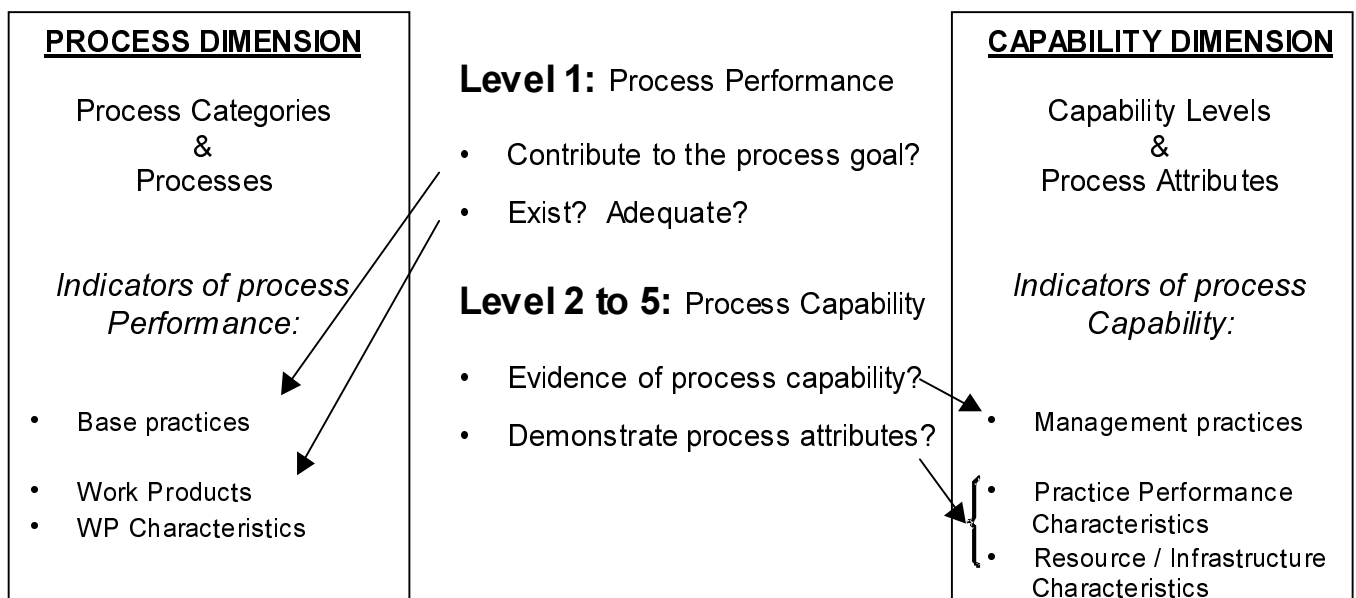 PROCESS DIMENSION
Process Categories
&
Processes
Indicators of process
Performance:
• Base practices
• Work Products
• WP Characteristics
Level 1: Process Performance
• Contribute to the process goal?
• Exist? Adequate?
Level 2 to 5: Process Capability
• Evidence of process capability?
• Demonstrate process attributes?
CAPABILITY DIMENSION
Capability Levels
&
Process Attributes
Indicators of process
Capability:
• Management practices
• Practice Performance
Characteristics
• Resource / Infrastructure
Characteristics